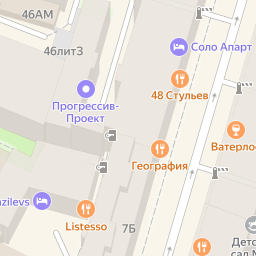 46АМ
46литЗ
Соло Апарт
Прогрессив-
Проект
48 Стульев
Ватерлоо
География
zilevs
Listesso
7Б
Детс
сад №